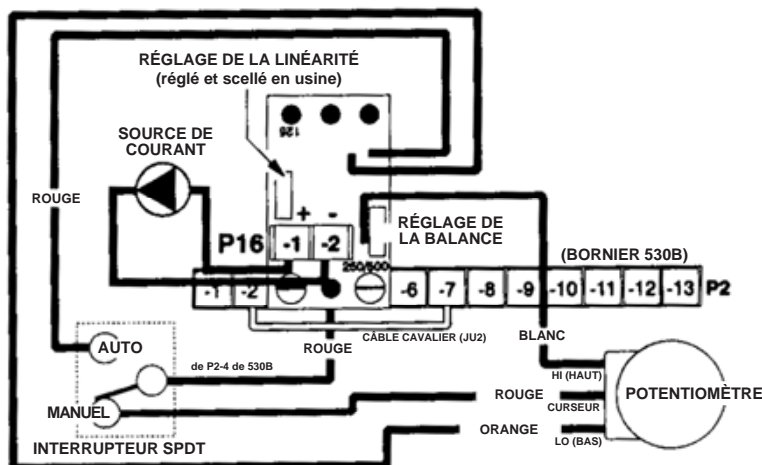 RÉGLAGE DE LA LINÉARITÉ
(réglé et scellé en usine)
126
SOURCE DE
COURANT
ROUGE
+ -
P16 -1 -2
RÉGLAGE DE
LA BALANCE
250/500
(BORNIER 530B)
-1 -2 -6 -7 -8 -9 -10 -11 -12 -13 P2
CÂBLE CAVALIER (JU2)
ROUGE
BLANC
AUTO
de P2-4 de 530B
HI (HAUT)
MANUEL
ROUGE
CURSEUR
POTENTIOMÈTRE
ORANGE
LO (BAS)
INTERRUPTEUR SPDT